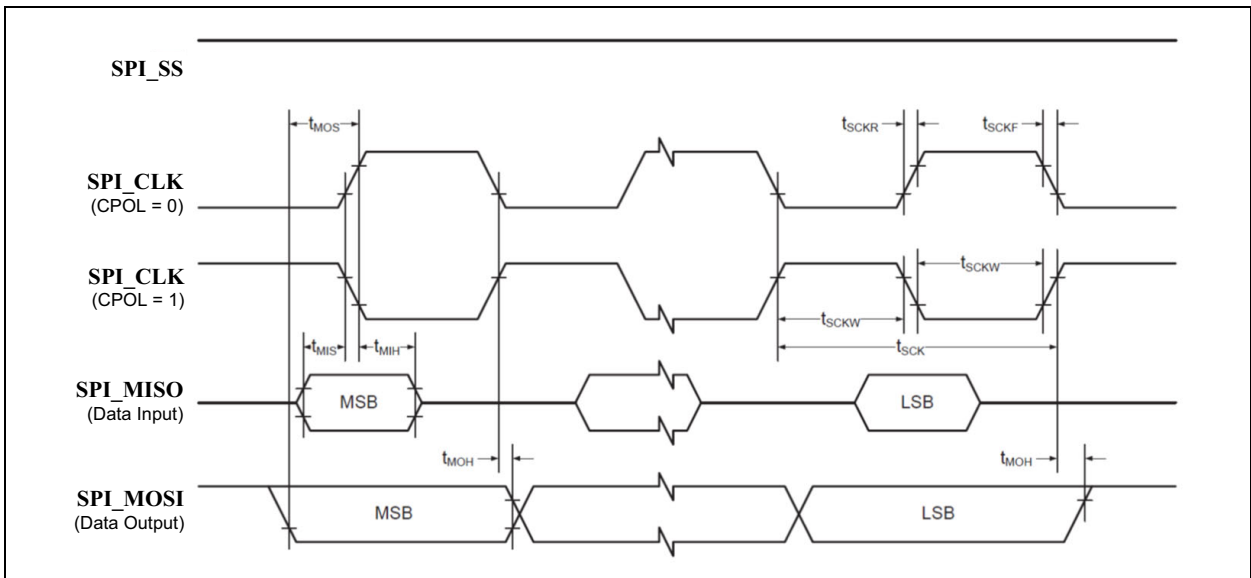 SPI_SS
tMOS
tSCKR
tSCKF
SPI_CLK
(CPOL = 0)
SPI_CLK
(CPOL = 1)
tSCKW
tSCKW
tMIS
tMIH
tSCK
SPI_MISO
(Data Input)
MSB
LSB
tMOH
tMOH
SPI_MOSI
(Data Output)
MSB
LSB